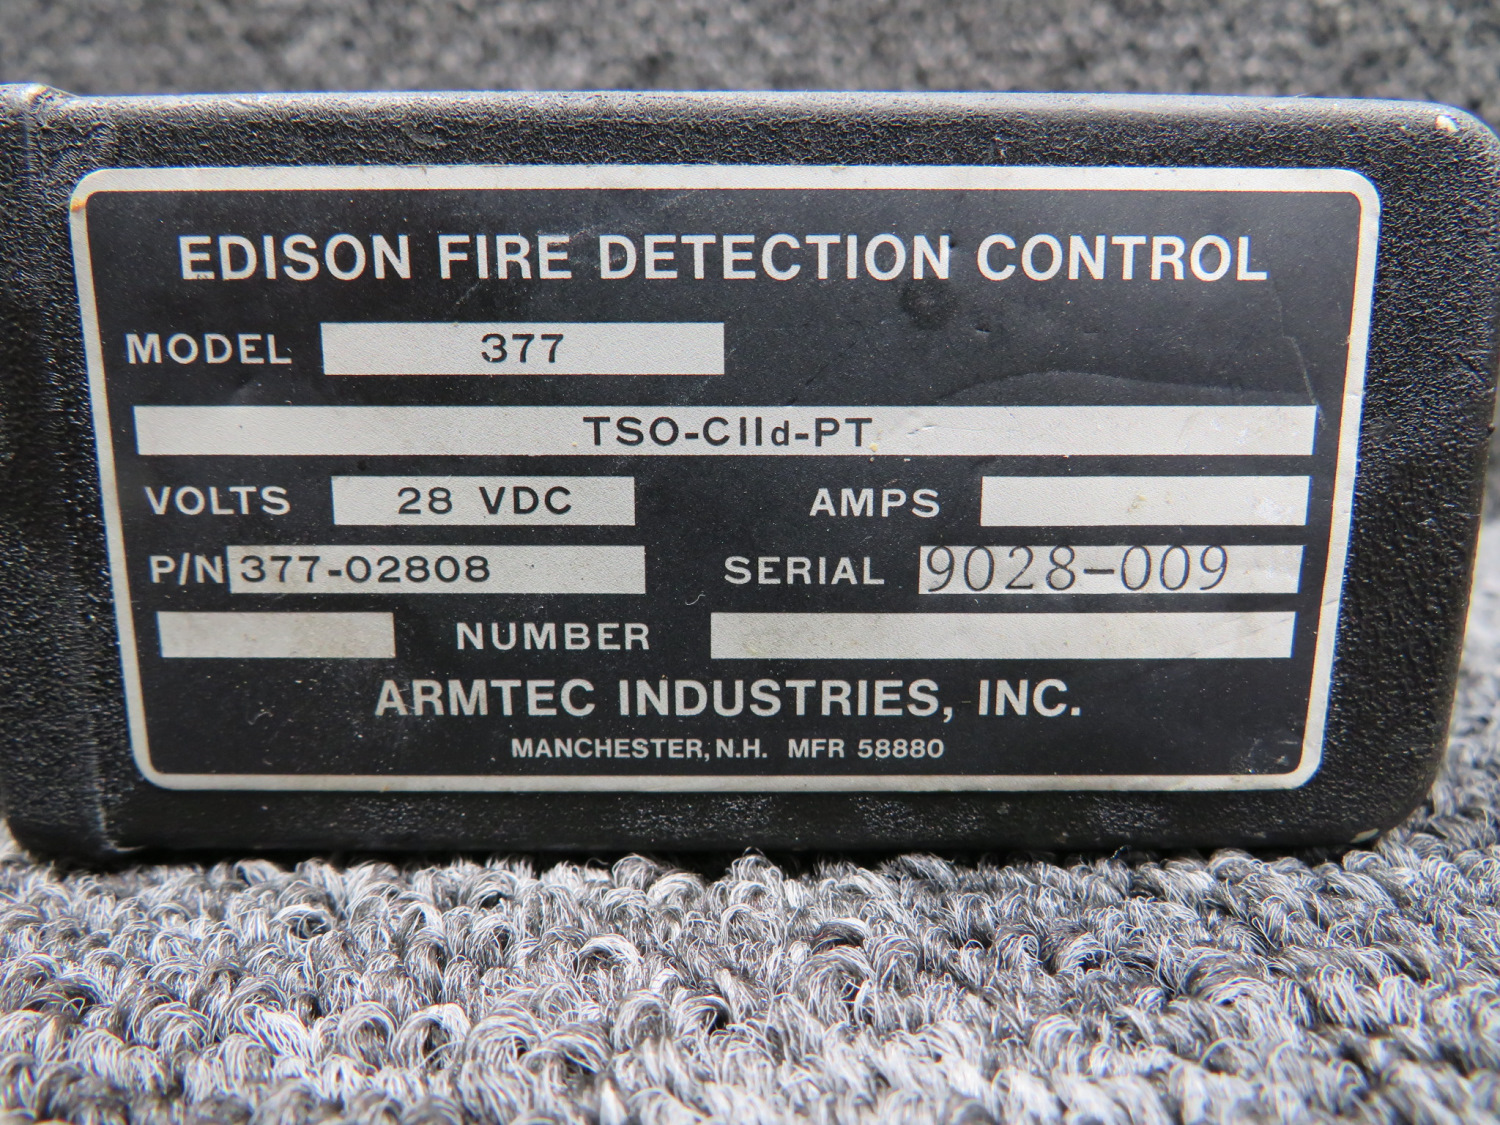 EDISON FIRE DETECTION CONTROL
MODEL 377
TSO-C11d-PT
VOLTS 28 VDC AMPS
P/N 377-02808 SERIAL 9028-009
NUMBER
ARMTEC INDUSTRIES, INC.
MANCHESTER, N.H. MFR 58880